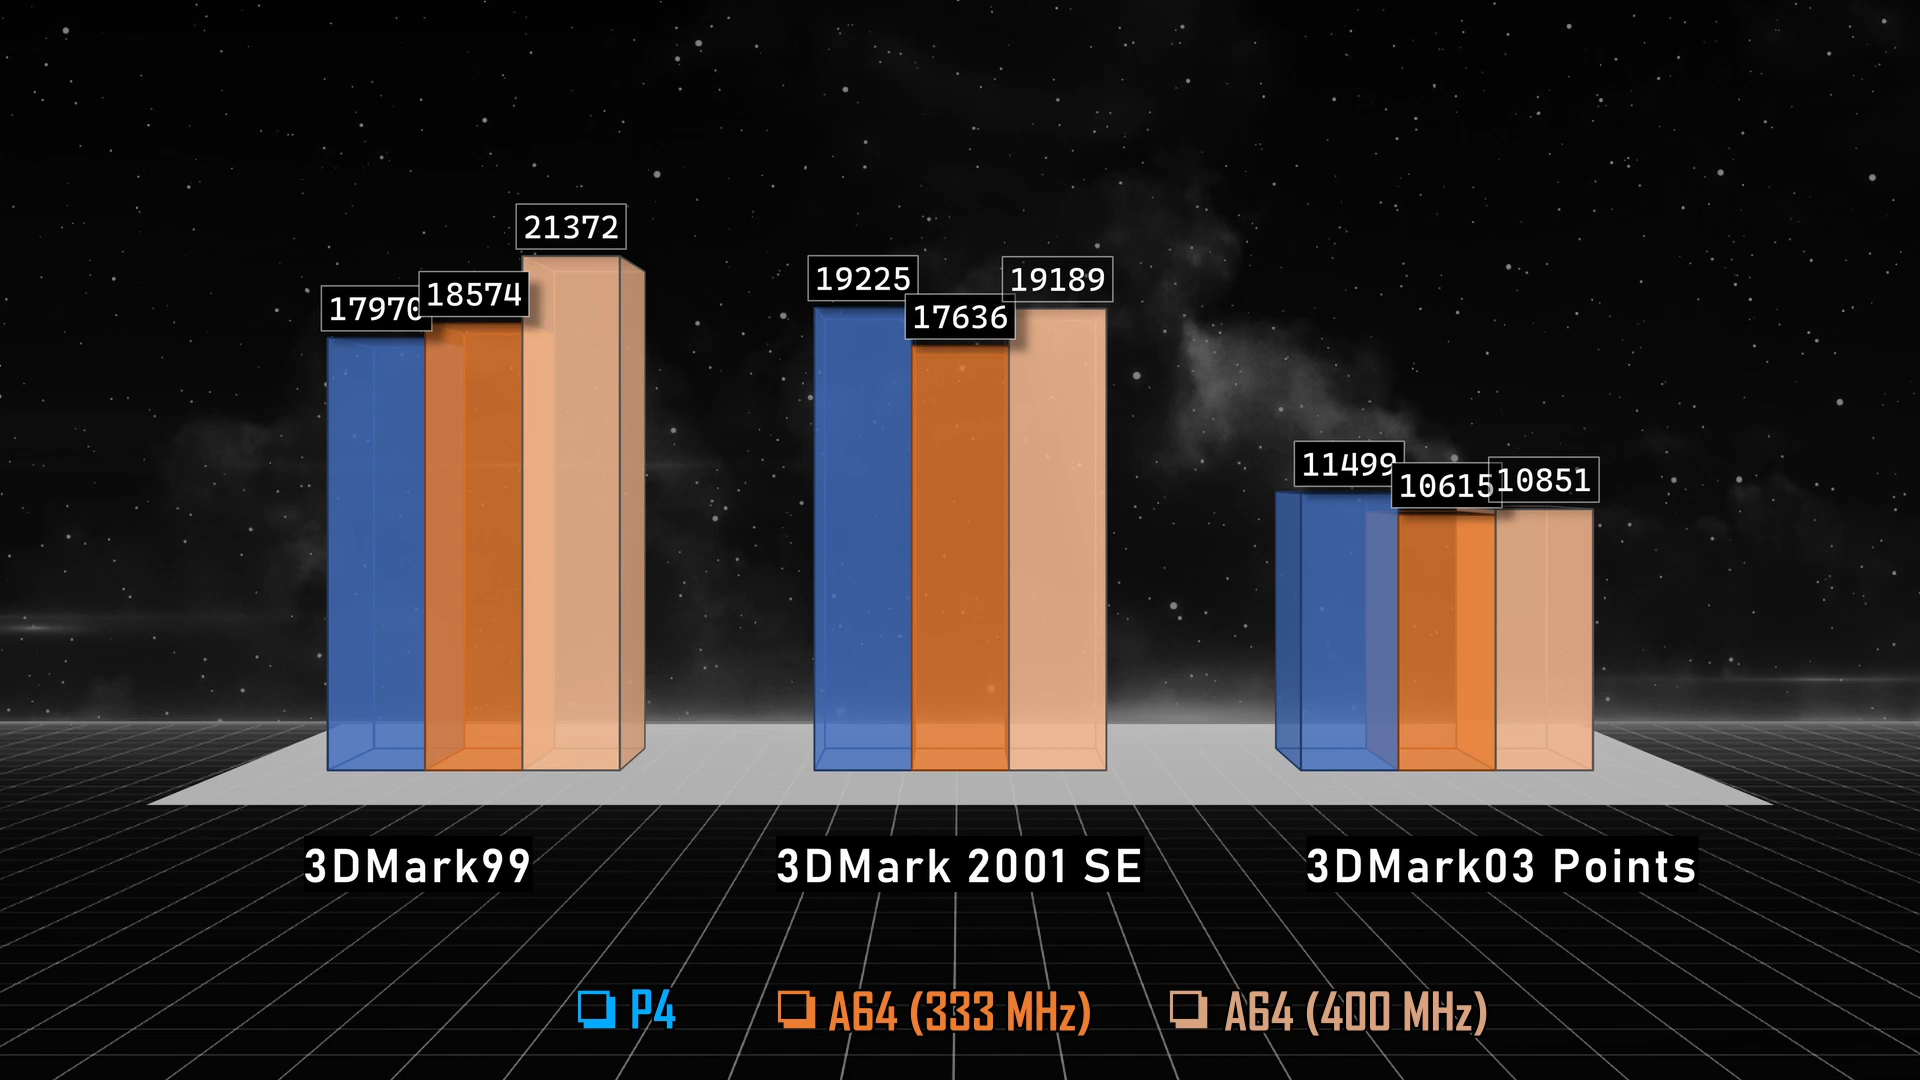 21372
17970 18574
19225 17636 19189
11499 10615 10851
3DMark99 3DMark 2001 SE 3DMark03 Points
P4 A64 (333 MHz) A64 (400 MHz)